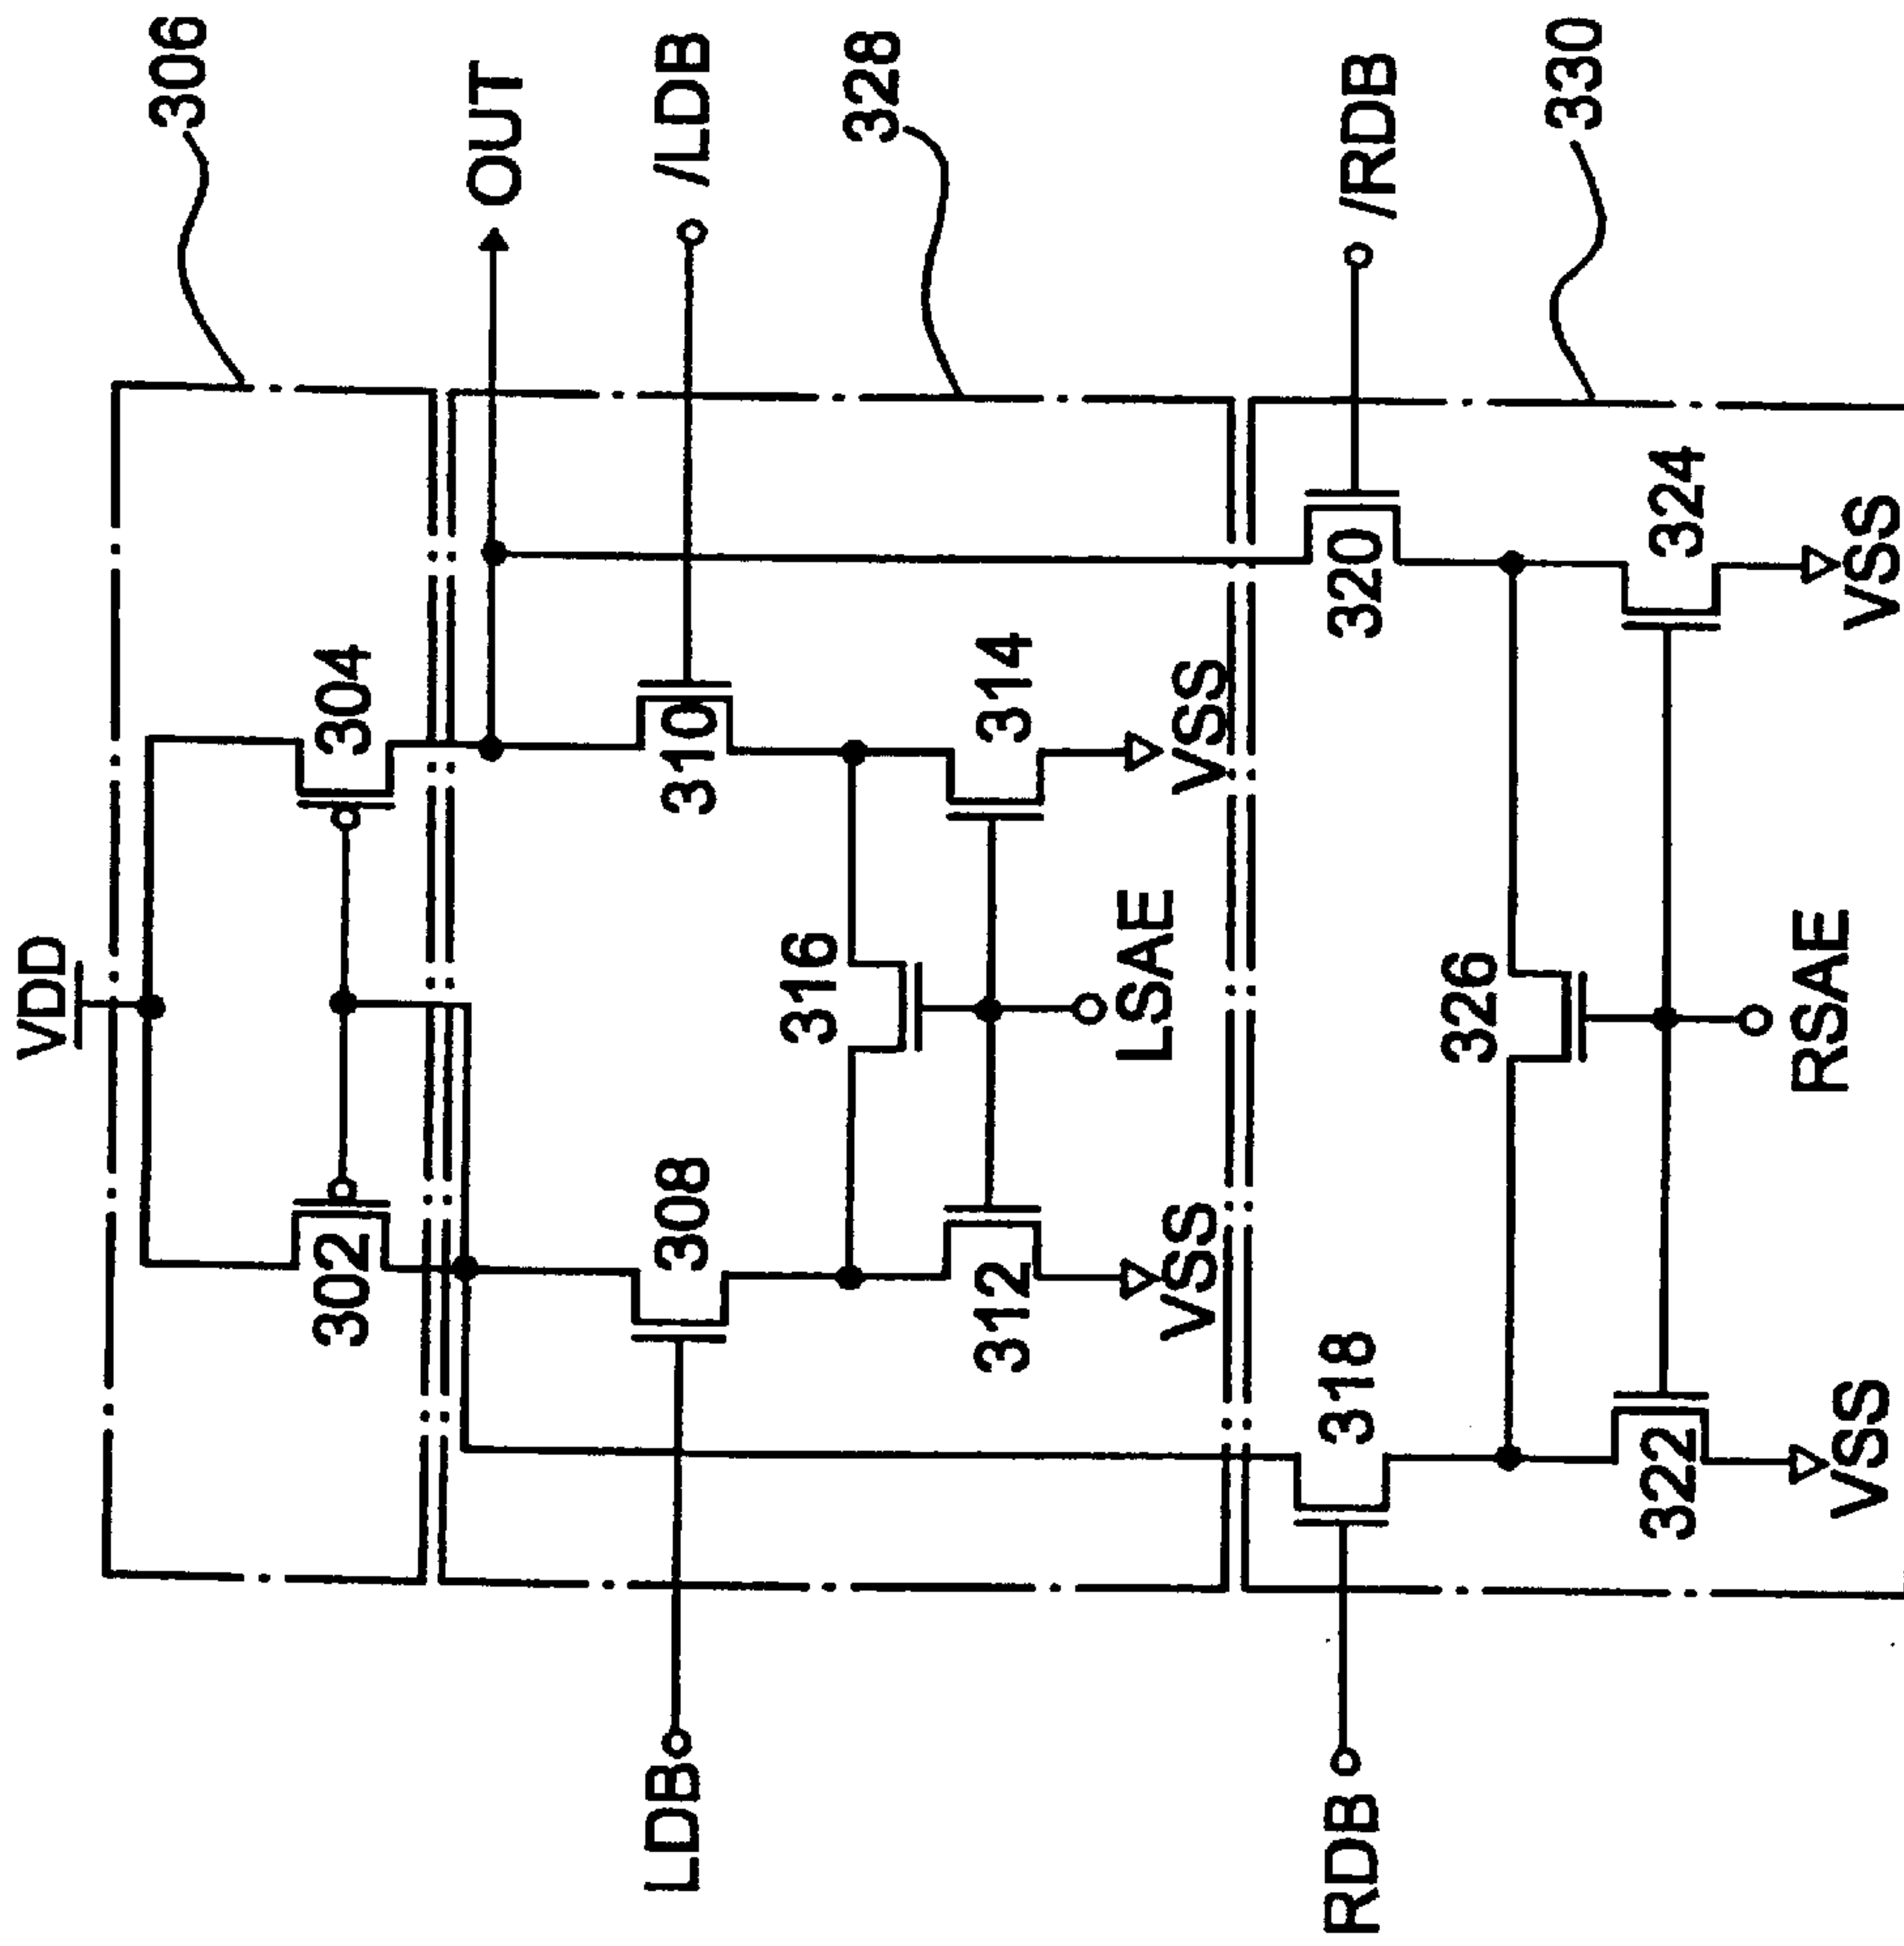 VDD
306
302
304
OUT
LDB
308
310
/LDB
316
328
312
314
LSAE
VSS
VSS
RDB
318
320
/RDB
326
330
322
324
RSAE
VSS
VSS